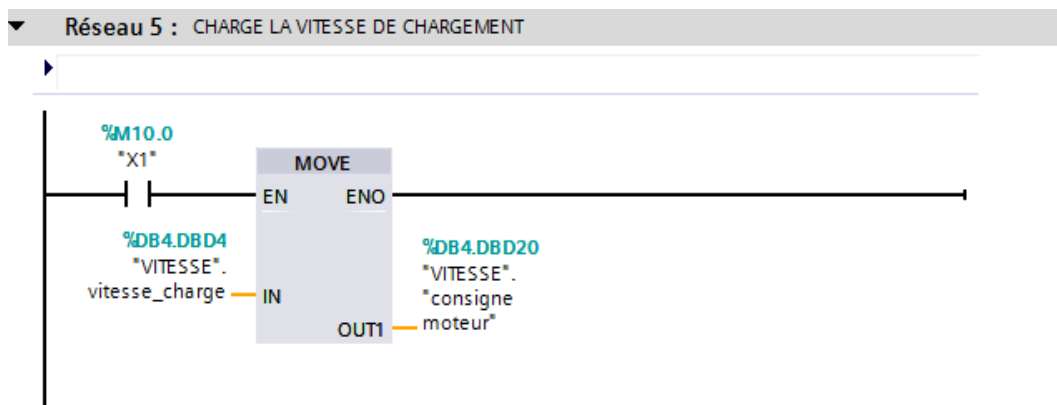 Réseau 5 : CHARGE LA VITESSE DE CHARGEMENT
%M10.0
"X1"
MOVE
EN ENO
%DB4.DBD4
"VITESSE".
vitesse_charge
IN
%DB4.DBD20
"VITESSE".
"consigne
moteur"
OUT1